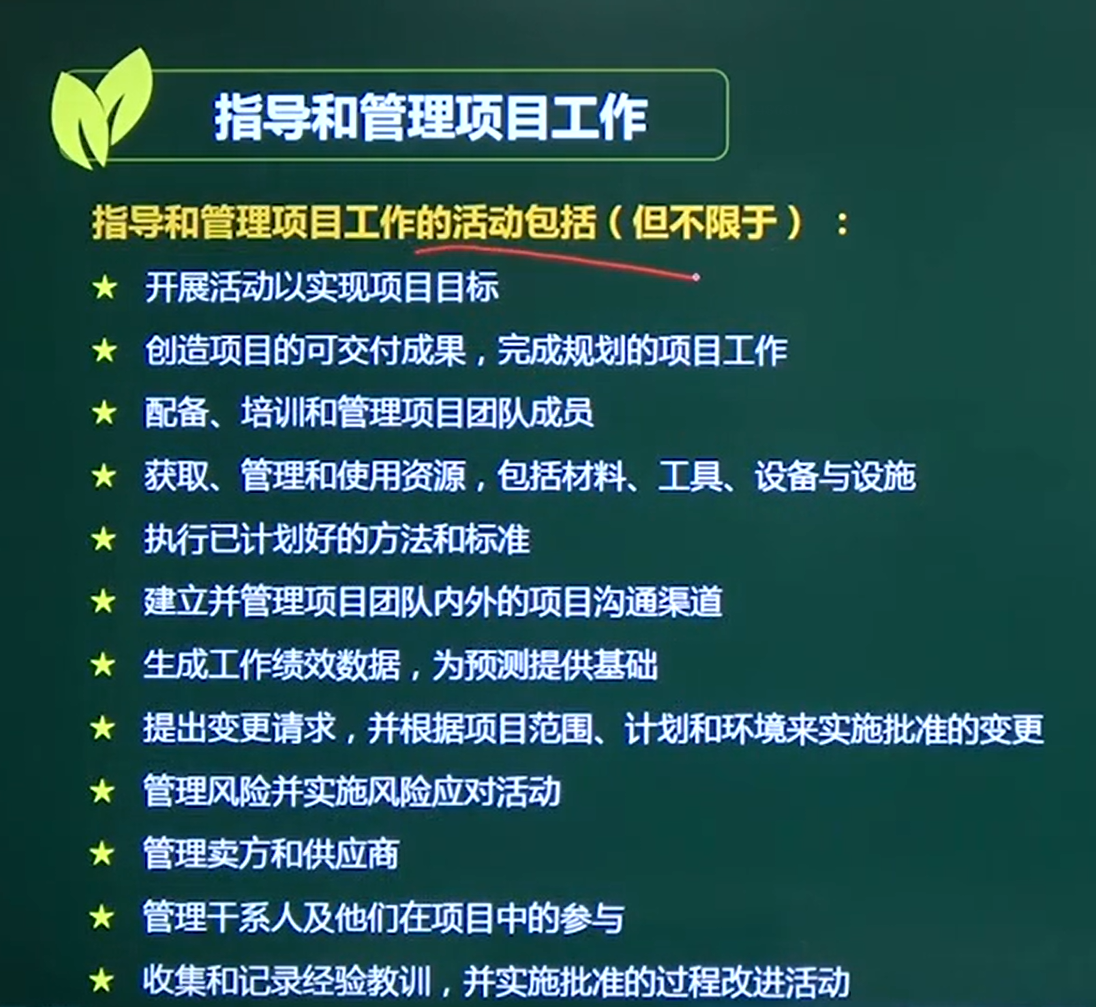 指导和管理项目工作
指导和管理项目工作的活动包括（但不限于）：
★ 开展活动以实现项目目标
★ 创造项目的可交付成果，完成规划的项目工作
★ 配备、培训和管理项目团队成员
★ 获取、管理和使用资源，包括材料、工具、设备与设施
★ 执行已计划好的方法和标准
★ 建立并管理项目团队内外的项目沟通渠道
★ 生成工作绩效数据，为预测提供基础
★ 提出变更请求，并根据项目范围、计划和环境来实施批准的变更
★ 管理风险并实施风险应对活动
★ 管理卖方和供应商
★ 管理干系人及他们在项目中的参与
★ 收集和记录经验教训，并实施批准的过程改进活动